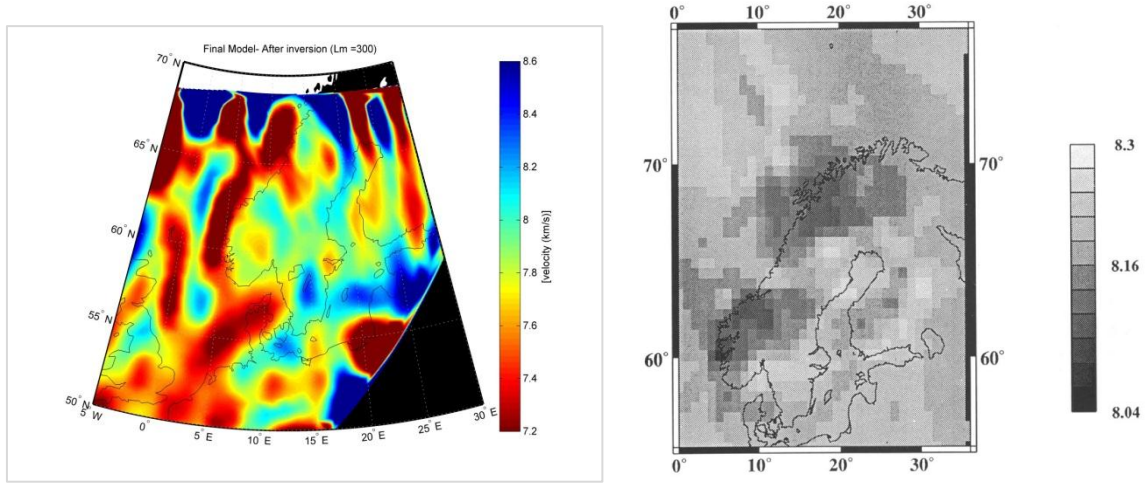 Final Model- After inversion (Lm =300)
70° N
65° N
60° N
55° N
50° N
5° W
0°
5° E
10° E
15° E
20° E
25° E
30° E
8.6
8.4
8.2
8
7.8
7.6
7.4
7.2
[velocity (km/s)]
0° 10° 20° 30°
70° 70°
60° 60°
0° 10° 20° 30°
8.3
8.16
8.04